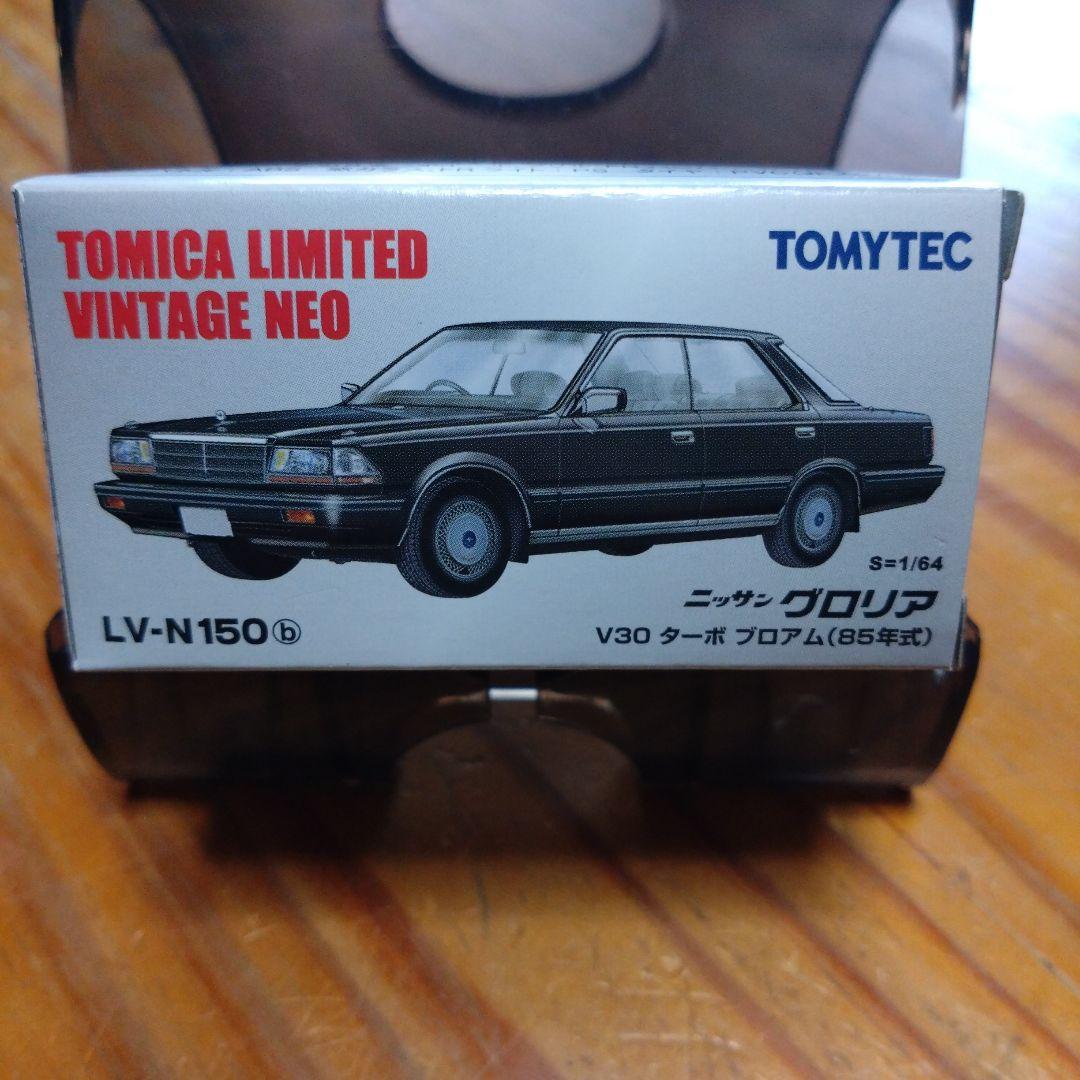 TOMICA LIMITED
VINTAGE NEO
TOMYTEC
S=1/64
LV-N150ⓑ
ニッサン グロリア
V30 ターボ ブロアム(85年式)